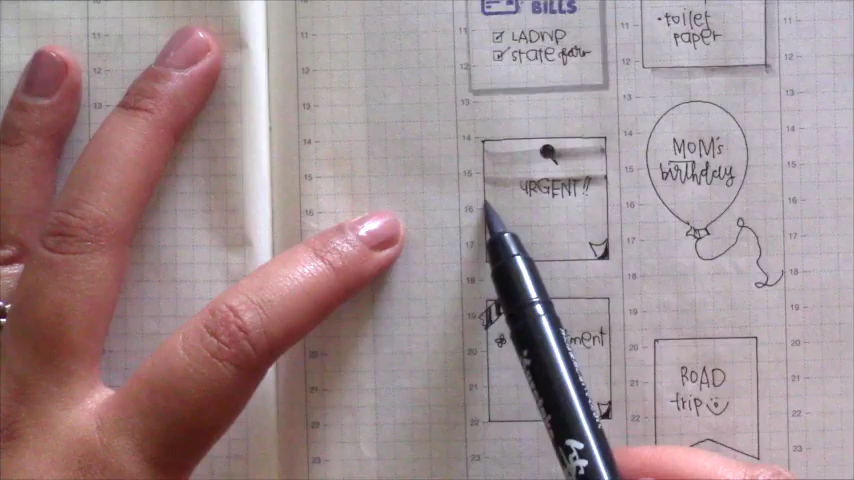 BILLS
LADWP
state farm
• toilet
paper
URGENT!!
MOM's
birthday
ROAD
trip